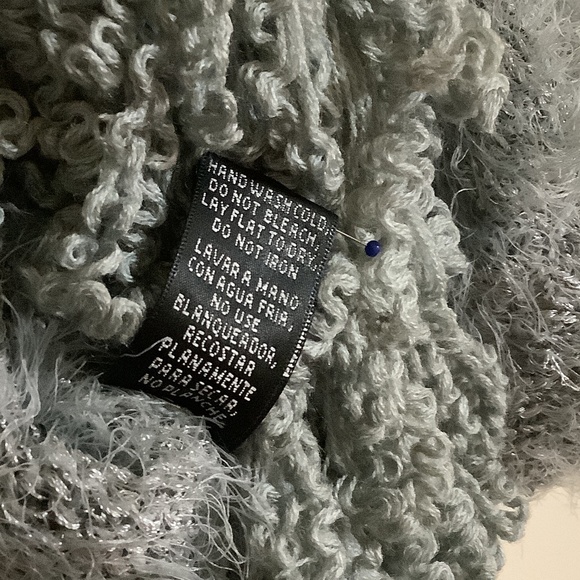 HAND WASH COLD,
DO NOT BLEACH,
LAY FLAT TO DRY,
DO NOT IRON
LAVAR A MANO
CON AGUA FRIA,
NO USE
BLANQUEADOR,
RECOSTAR
PLANAMENTE
PARA SECAR,
NO PLANCHE